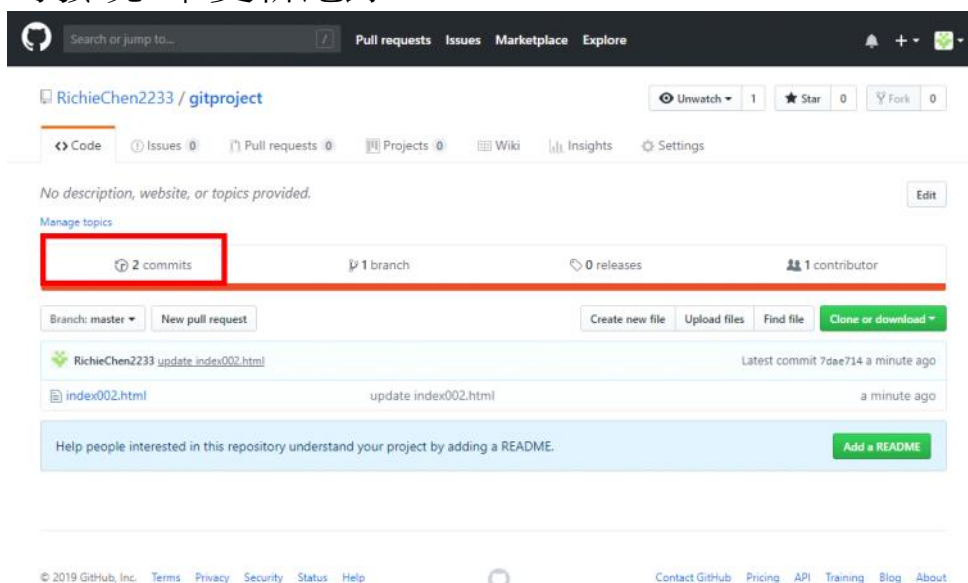 Search or jump to... / Pull requests Issues Marketplace Explore
RichieChen2233 / gitproject Unwatch 1 Star 0 Fork 0
Code Issues 0 Pull requests 0 Projects 0 Wiki Insights Settings
No description, website, or topics provided. Edit
Manage topics
2 commits 1 branch 0 releases 1 contributor
Branch: master New pull request Create new file Upload files Find file Clone or download
RichieChen2233 update index002.html Latest commit 7dae714 a minute ago
index002.html update index002.html a minute ago
Help people interested in this repository understand your project by adding a README. Add a README
© 2019 GitHub, Inc. Terms Privacy Security Status Help Contact GitHub Pricing API Training Blog About